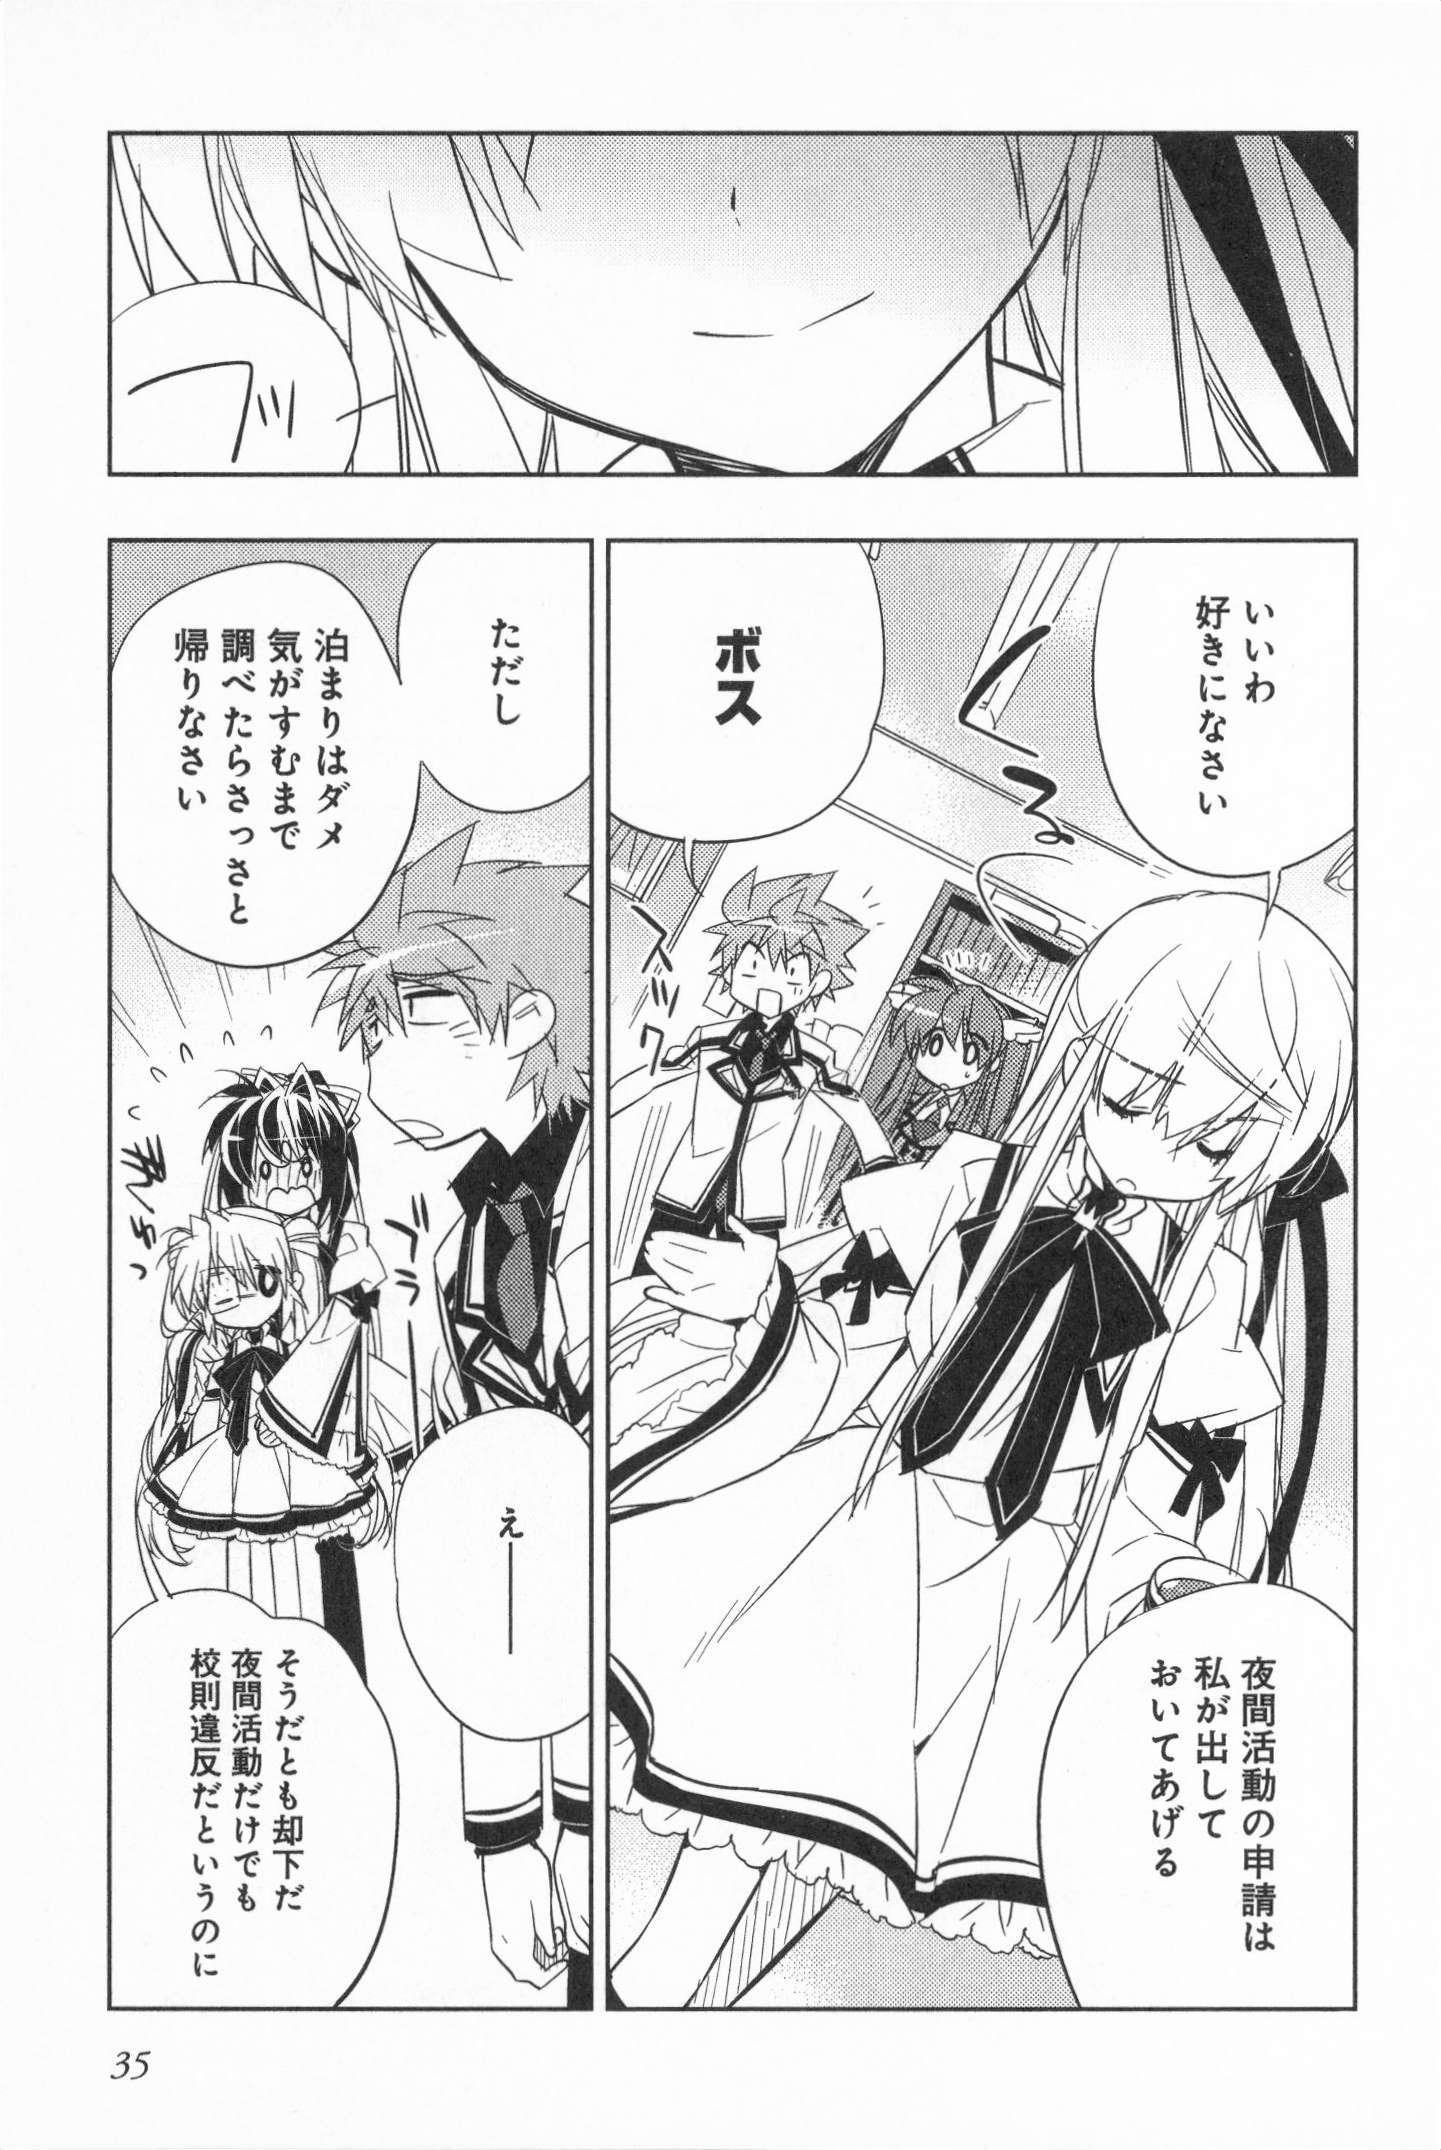 フッ
いいわ
好きになさい
くる
ボス
スック
夜間活動の申請は
私が出して
おいてあげる
ただし
泊まりはダメ
気がすむまで
調べたらさっさと
帰りなさい
え――
そうだとも却下だ
夜間活動だけでも
校則違反だというのに
35